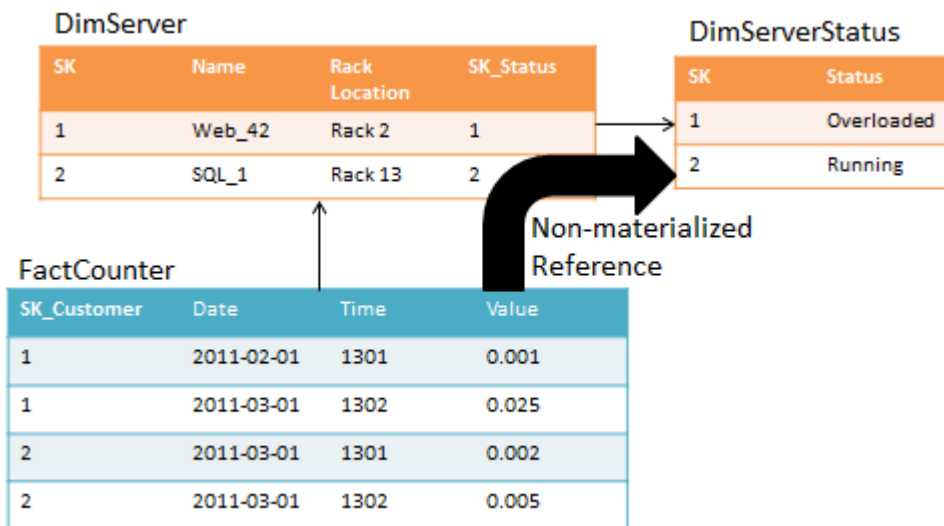 DimServer
SK Name Rack Location SK_Status
1 Web_42 Rack 2 1
2 SQL_1 Rack 13 2
DimServerStatus
SK Status
1 Overloaded
2 Running
Non-materialized
Reference
FactCounter
SK_Customer Date Time Value
1 2011-02-01 1301 0.001
1 2011-03-01 1302 0.025
2 2011-03-01 1301 0.002
2 2011-03-01 1302 0.005